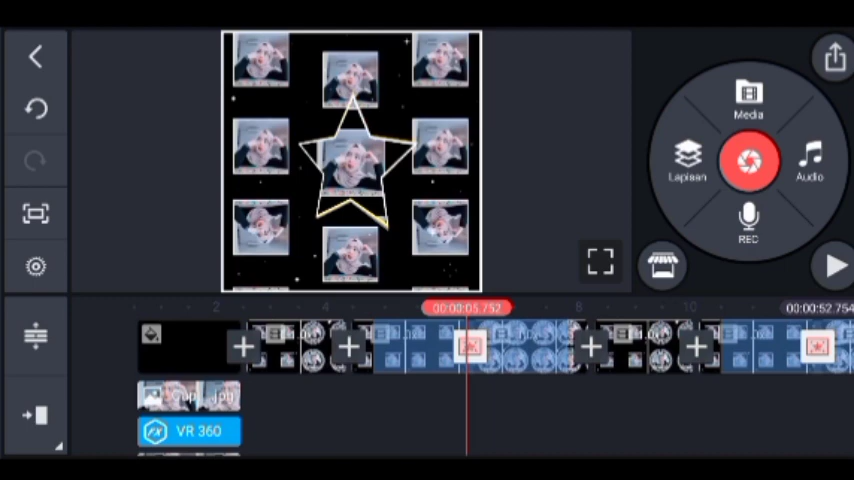 Media
Lapisan
Audio
REC
2
4
00:00:05.752
8
10
00:00:52.754
VR 360